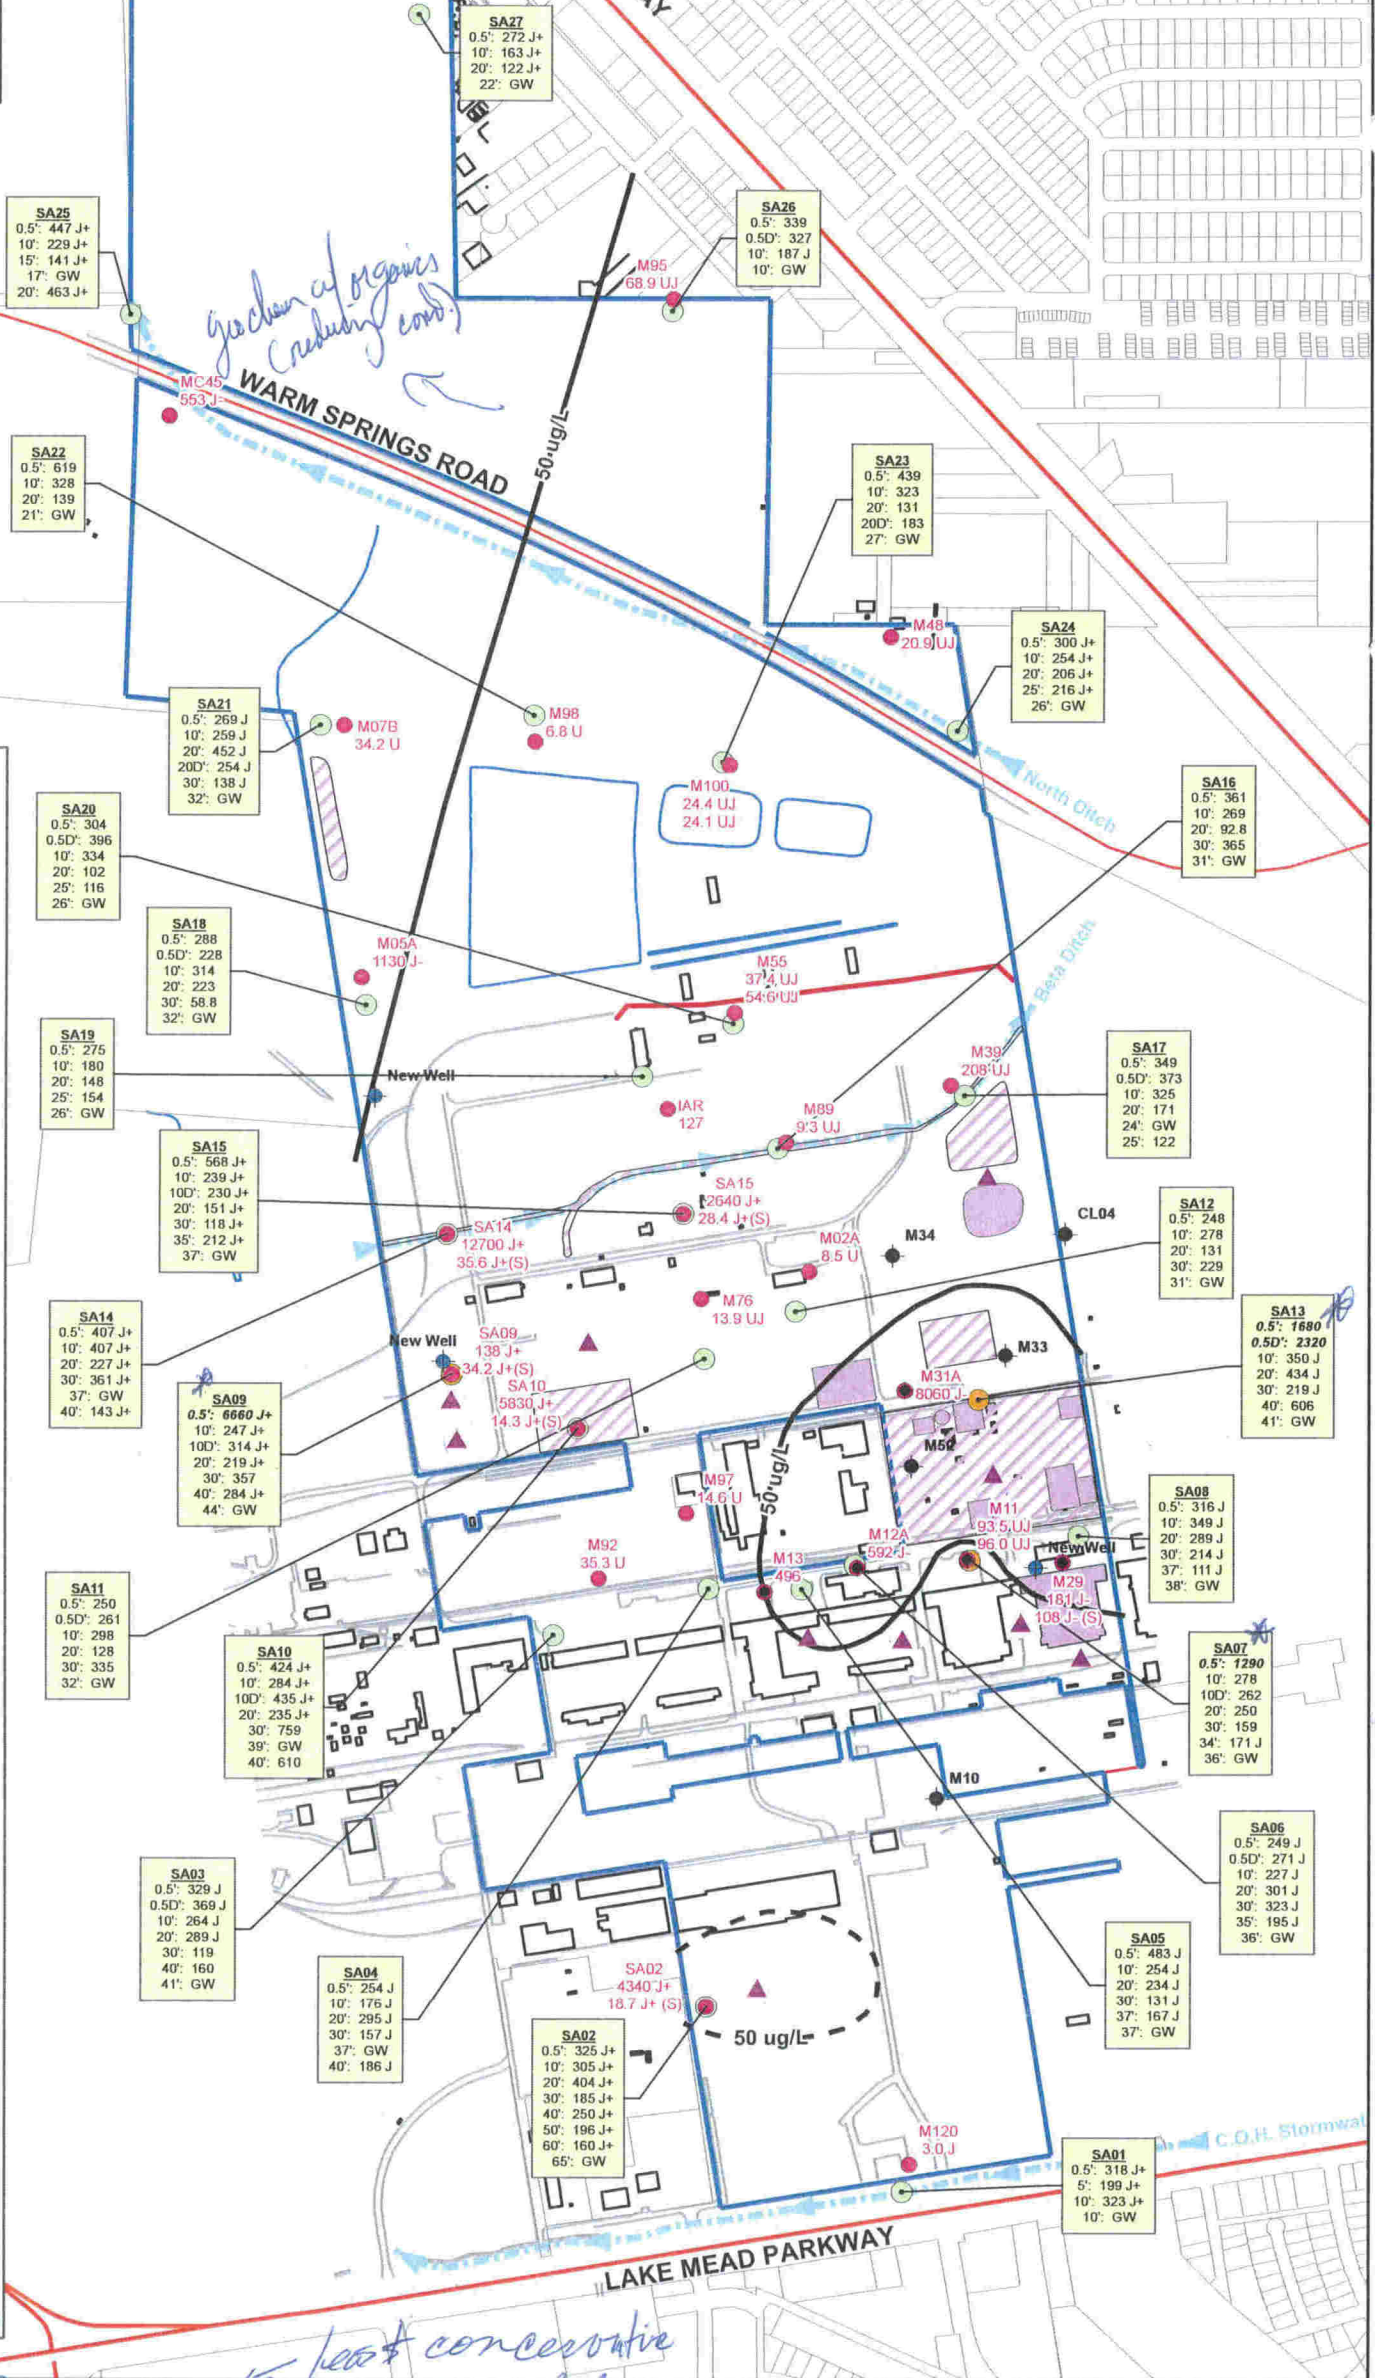 SA27
0.5': 272 J+
10': 163 J+
20': 122 J+
22': GW
SA25
0.5': 447 J+
10': 229 J+
15': 141 J+
17': GW
20': 463 J+
SA26
0.5': 339
0.5D': 327
10': 187 J
10': GW
M95
68.9 UJ
organics
(reducing cond.)
MC45
553 J-
WARM SPRINGS ROAD
50 ug/L
SA22
0.5': 619
10': 328
20': 139
21': GW
SA23
0.5': 439
10': 323
20': 131
20D': 183
27': GW
M48
20.9 UJ
SA24
0.5': 300 J+
10': 254 J+
20': 206 J+
25': 216 J+
26': GW
SA21
0.5': 269 J
10': 259 J
20': 452 J
20D': 254 J
30': 138 J
32': GW
M07B
34.2 U
M98
6.8 U
M100
24.4 UJ
24.1 UJ
North Ditch
SA16
0.5': 361
10': 269
20': 92.8
30': 365
31': GW
SA20
0.5': 304
0.5D': 396
10': 334
20': 102
25': 116
26': GW
SA18
0.5': 288
0.5D': 228
10': 314
20': 223
30': 58.8
32': GW
M05A
1130 J-
M55
37.4 UJ
54.6 UJ
Beta Ditch
SA19
0.5': 275
10': 180
20': 148
25': 154
26': GW
New Well
IAR
127
M89
9.3 UJ
M39
208 UJ
SA17
0.5': 349
0.5D': 373
10': 325
20': 171
24': GW
25': 122
SA15
0.5': 568 J+
10': 239 J+
10D': 230 J+
20': 151 J+
30': 118 J+
35': 212 J+
37': GW
SA15
2640 J+
28.4 J+(S)
SA14
12700 J+
35.6 J+(S)
M02A
8.5 U
M34
CL04
SA12
0.5': 248
10': 278
20': 131
30': 229
31': GW
M76
13.9 UJ
SA14
0.5': 407 J+
10': 407 J+
20': 227 J+
30': 361 J+
37': GW
40': 143 J+
New Well
SA09
138 J+
34.2 J+(S)
SA10
5830 J+
14.3 J+(S)
M33
M31A
8060 J-
SA13
0.5': 1680
0.5D': 2320
10': 350 J
20': 434 J
30': 219 J
40': 606
41': GW
SA09
0.5': 6660 J+
10': 247 J+
10D': 314 J+
20': 219 J+
30': 357
40': 284 J+
44': GW
M52
50 ug/L
M97
14.6 U
M11
93.5 UJ
96.0 UJ
M12A
592 J-
M13
496
New Well
M29
181 J-
108 J- (S)
SA08
0.5': 316 J
10': 349 J
20': 289 J
30': 214 J
37': 111 J
38': GW
M92
35.3 U
SA11
0.5': 250
0.5D': 261
10': 298
20': 128
30': 335
32': GW
SA10
0.5': 424 J+
10': 284 J+
10D': 435 J+
20': 235 J+
30': 759
39': GW
40': 610
SA07
0.5': 1290
10': 278
10D': 262
20': 250
30': 159
34': 171 J
36': GW
M10
SA06
0.5': 249 J
0.5D': 271 J
10': 227 J
20': 301 J
30': 323 J
35': 195 J
36': GW
SA03
0.5': 329 J
0.5D': 369 J
10': 264 J
20': 289 J
30': 119
40': 160
41': GW
SA05
0.5': 483 J
10': 254 J
20': 234 J
30': 131 J
37': 167 J
37': GW
SA04
0.5': 254 J
10': 176 J
20': 295 J
30': 157 J
37': GW
40': 186 J
SA02
4340 J+
18.7 J+ (S)
50 ug/L
SA02
0.5': 325 J+
10': 305 J+
20': 404 J+
30': 185 J+
40': 250 J+
50': 196 J+
60': 160 J+
65': GW
M120
3.0 J
C.O.H. Stormwat
SA01
0.5': 318 J+
5': 199 J+
10': 323 J+
10': GW
LAKE MEAD PARKWAY
least conservative